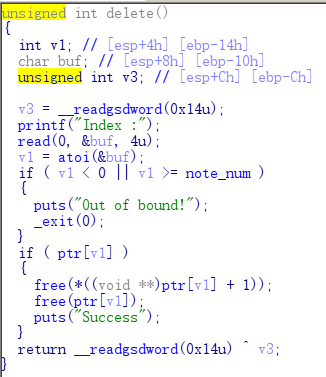 unsigned int delete()
{
  int v1; // [esp+4h] [ebp-14h]
  char buf; // [esp+8h] [ebp-10h]
  unsigned int v3; // [esp+Ch] [ebp-Ch]

  v3 = __readgsdword(0x14u);
  printf("Index :");
  read(0, &buf, 4u);
  v1 = atoi(&buf);
  if ( v1 < 0 || v1 >= note_num )
  {
    puts("Out of bound!");
    _exit(0);
  }
  if ( ptr[v1] )
  {
    free(*((void **)ptr[v1] + 1));
    free(ptr[v1]);
    puts("Success");
  }
  return __readgsdword(0x14u) ^ v3;
}